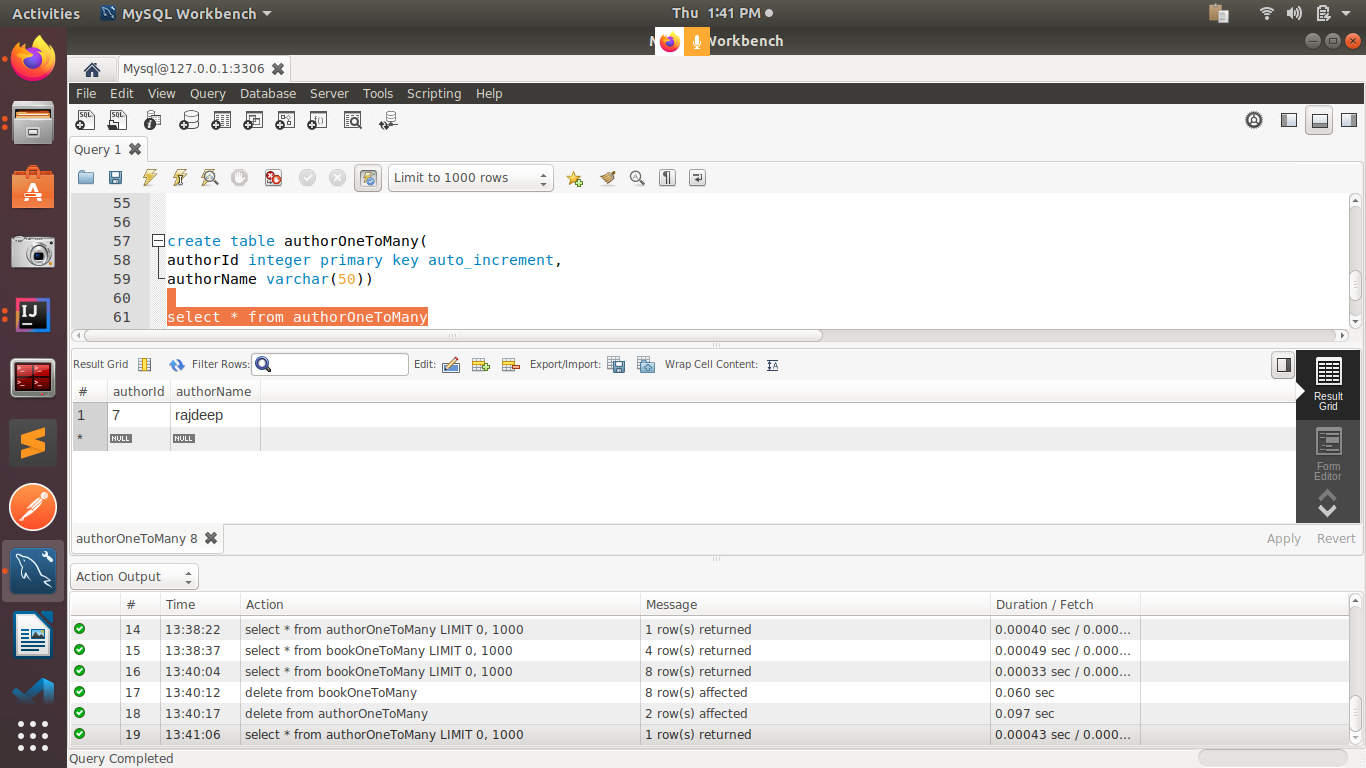 Activities MySQL Workbench Thu 1:41 PM
Workbench
Mysql@127.0.0.1:3306
File Edit View Query Database Server Tools Scripting Help
Query 1
Limit to 1000 rows
55
56
57 create table authorOneToMany(
58 authorId integer primary key auto_increment,
59 authorName varchar(50))
60
61 select * from authorOneToMany
Result Grid Filter Rows: Edit: Export/Import: Wrap Cell Content:
# authorId authorName
1 7 rajdeep
* NULL NULL
Result
Grid
Form
Editor
authorOneToMany 8 Apply Revert
Action Output
# Time Action Message Duration / Fetch
14 13:38:22 select * from authorOneToMany LIMIT 0, 1000 1 row(s) returned 0.00040 sec / 0.000...
15 13:38:37 select * from bookOneToMany LIMIT 0, 1000 4 row(s) returned 0.00049 sec / 0.000...
16 13:40:04 select * from bookOneToMany LIMIT 0, 1000 8 row(s) returned 0.00033 sec / 0.000...
17 13:40:12 delete from bookOneToMany 8 row(s) affected 0.060 sec
18 13:40:17 delete from authorOneToMany 2 row(s) affected 0.097 sec
19 13:41:06 select * from authorOneToMany LIMIT 0, 1000 1 row(s) returned 0.00043 sec / 0.000...
Query Completed